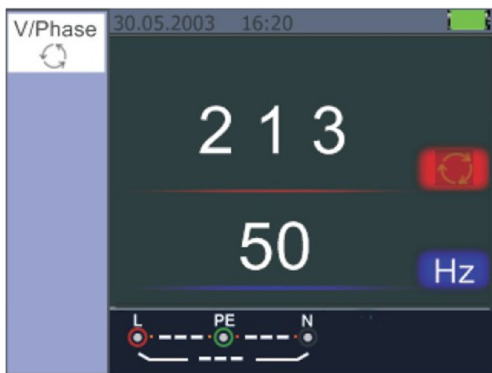 V/Phase
30.05.2003 16:20
2 1 3
50
Hz
L PE N
--- ---
---